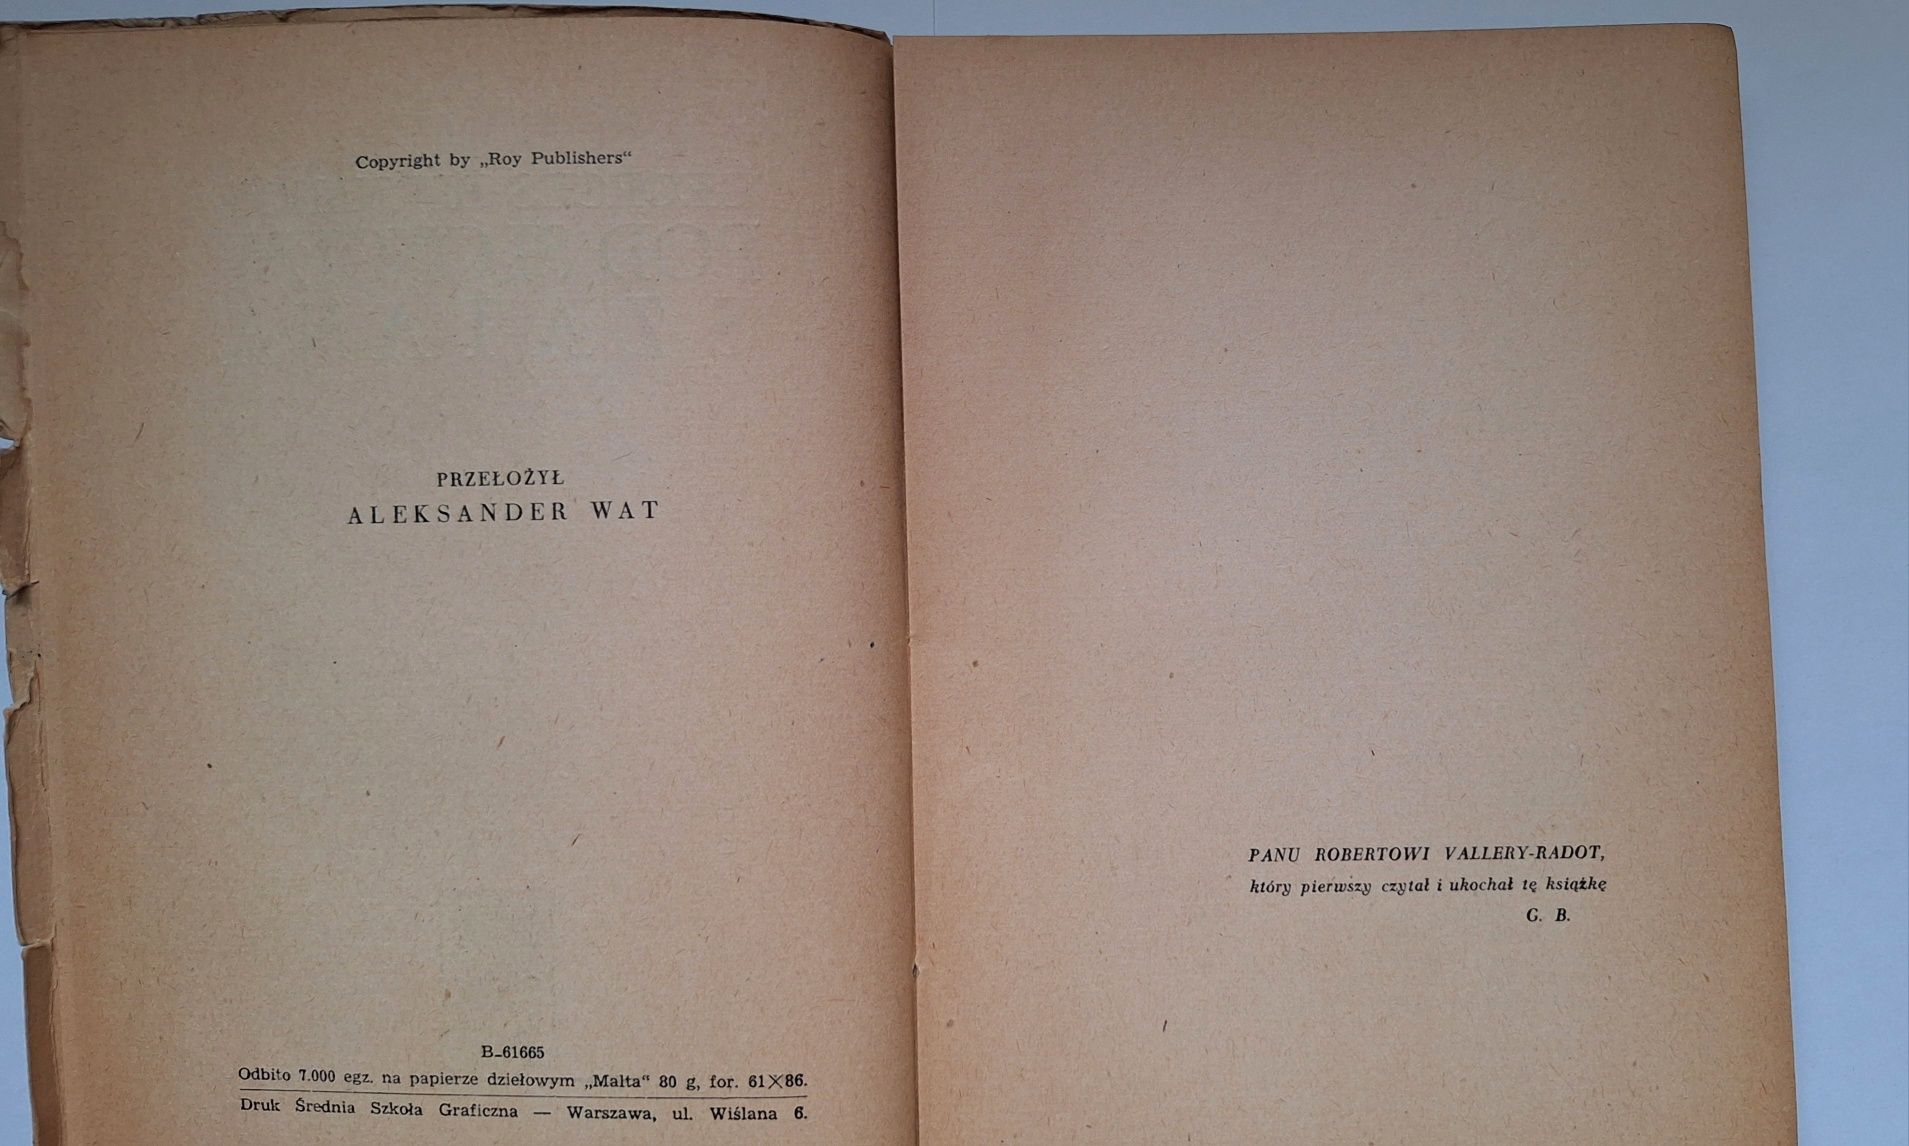 Copyright by „Roy Publishers“
PRZEŁOŻYŁ
ALEKSANDER WAT
B-61665
Odbito 7.000 egz. na papierze dziełowym „Malta“ 80 g, for. 61×86.
Druk Średnia Szkoła Graficzna — Warszawa, ul. Wiślana 6.
PANU ROBERTOWI VALLERY-RADOT,
który pierwszy czytał i ukochał tę książkę
G. B.